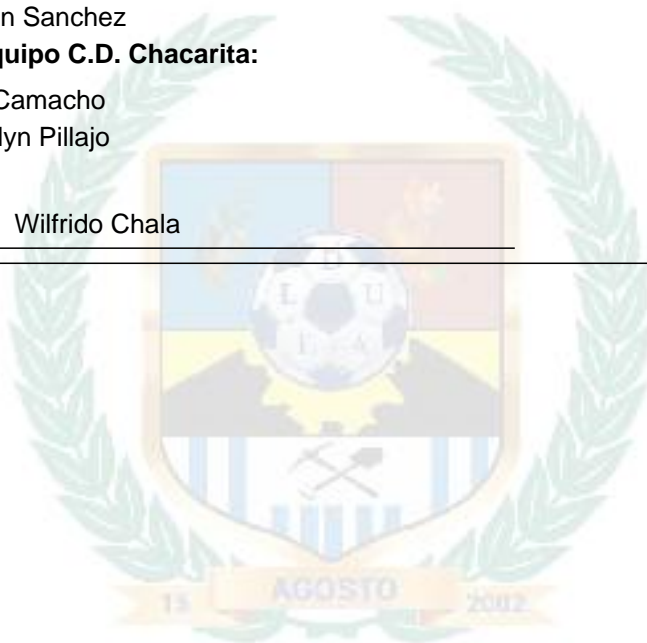 n Sanchez
quipo C.D. Chacarita:
Camacho
lyn Pillajo
Wilfrido Chala
D
L U
E A
15 AGOSTO 2002